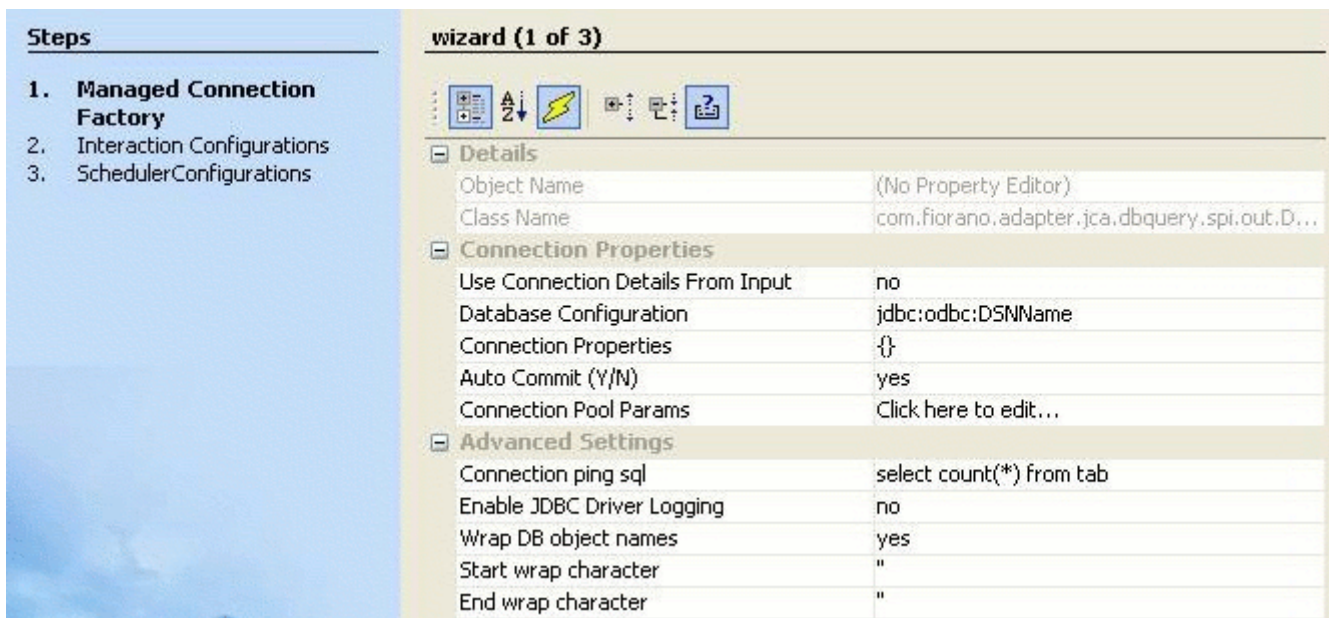 Steps
1. Managed Connection
Factory
2. Interaction Configurations
3. SchedulerConfigurations
wizard (1 of 3)
Details
Object Name (No Property Editor)
Class Name com.fiorano.adapter.jca.dbquery.spi.out.D...
Connection Properties
Use Connection Details From Input no
Database Configuration jdbc:odbc:DSNName
Connection Properties {}
Auto Commit (Y/N) yes
Connection Pool Params Click here to edit...
Advanced Settings
Connection ping sql select count(*) from tab
Enable JDBC Driver Logging no
Wrap DB object names yes
Start wrap character "
End wrap character "